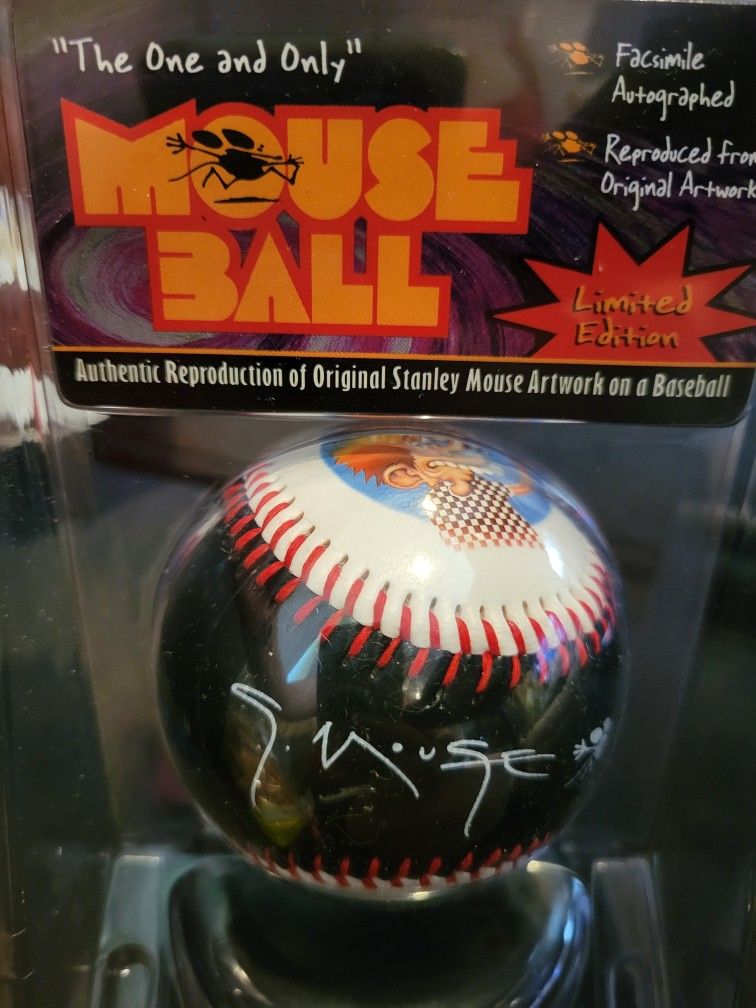 "The One and Only"
MOUSE
BALL
Facsimile
Autographed
Reproduced from
Original Artwork
Limited
Edition
Authentic Reproduction of Original Stanley Mouse Artwork on a Baseball
S. Mouse